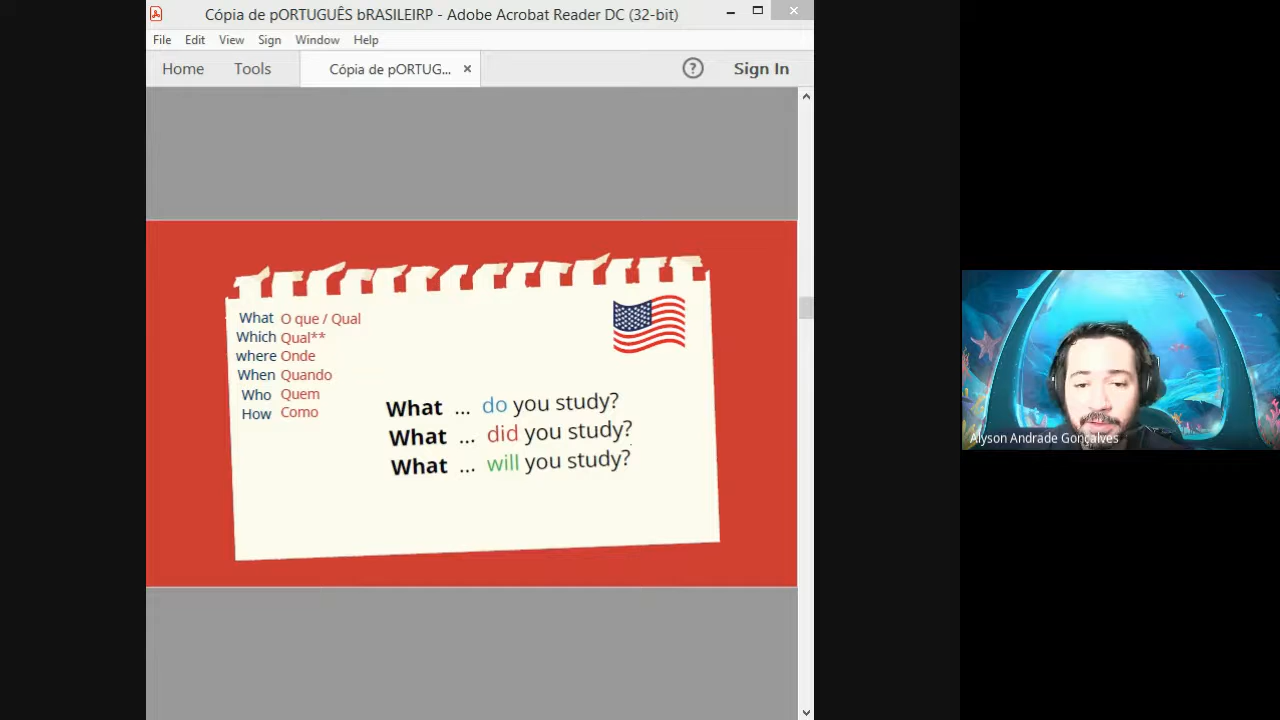 Cópia de pORTUGUÊS bRASILEIRP - Adobe Acrobat Reader DC (32-bit)
File Edit View Sign Window Help
Home Tools Cópia de pORTUG... × ? Sign In
What O que / Qual
Which Qual**
where Onde
When Quando
Who Quem
How Como
What ... do you study?
What ... did you study?
What ... will you study?
Alyson Andrade Gonçalves